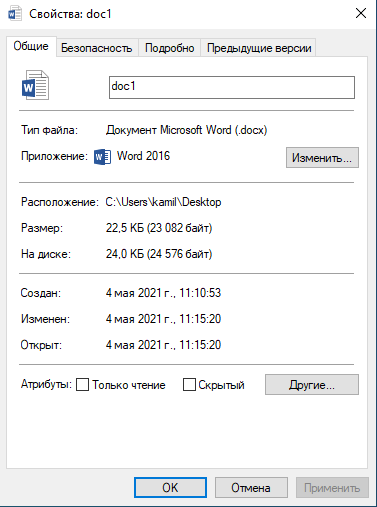 Свойства: doc1
Общие Безопасность Подробно Предыдущие версии
doc1
Тип файла: Документ Microsoft Word (.docx)
Приложение: Word 2016 Изменить...
Расположение: C:\Users\kamil\Desktop
Размер: 22,5 КБ (23 082 байт)
На диске: 24,0 КБ (24 576 байт)
Создан: 4 мая 2021 г., 11:10:53
Изменен: 4 мая 2021 г., 11:15:20
Открыт: 4 мая 2021 г., 11:15:20
Атрибуты: Только чтение Скрытый Другие...
OK Отмена Применить